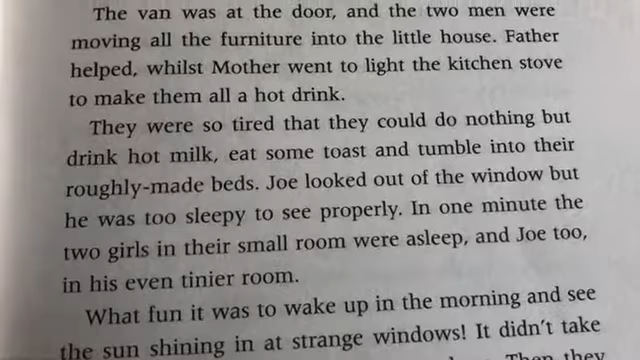 The van was at the door, and the two men were
moving all the furniture into the little house. Father
helped, whilst Mother went to light the kitchen stove
to make them all a hot drink.
They were so tired that they could do nothing but
drink hot milk, eat some toast and tumble into their
roughly-made beds. Joe looked out of the window but
he was too sleepy to see properly. In one minute the
two girls in their small room were asleep, and Joe too,
in his even tinier room.
What fun it was to wake up in the morning and see
the sun shining in at strange windows! It didn't take
Then they